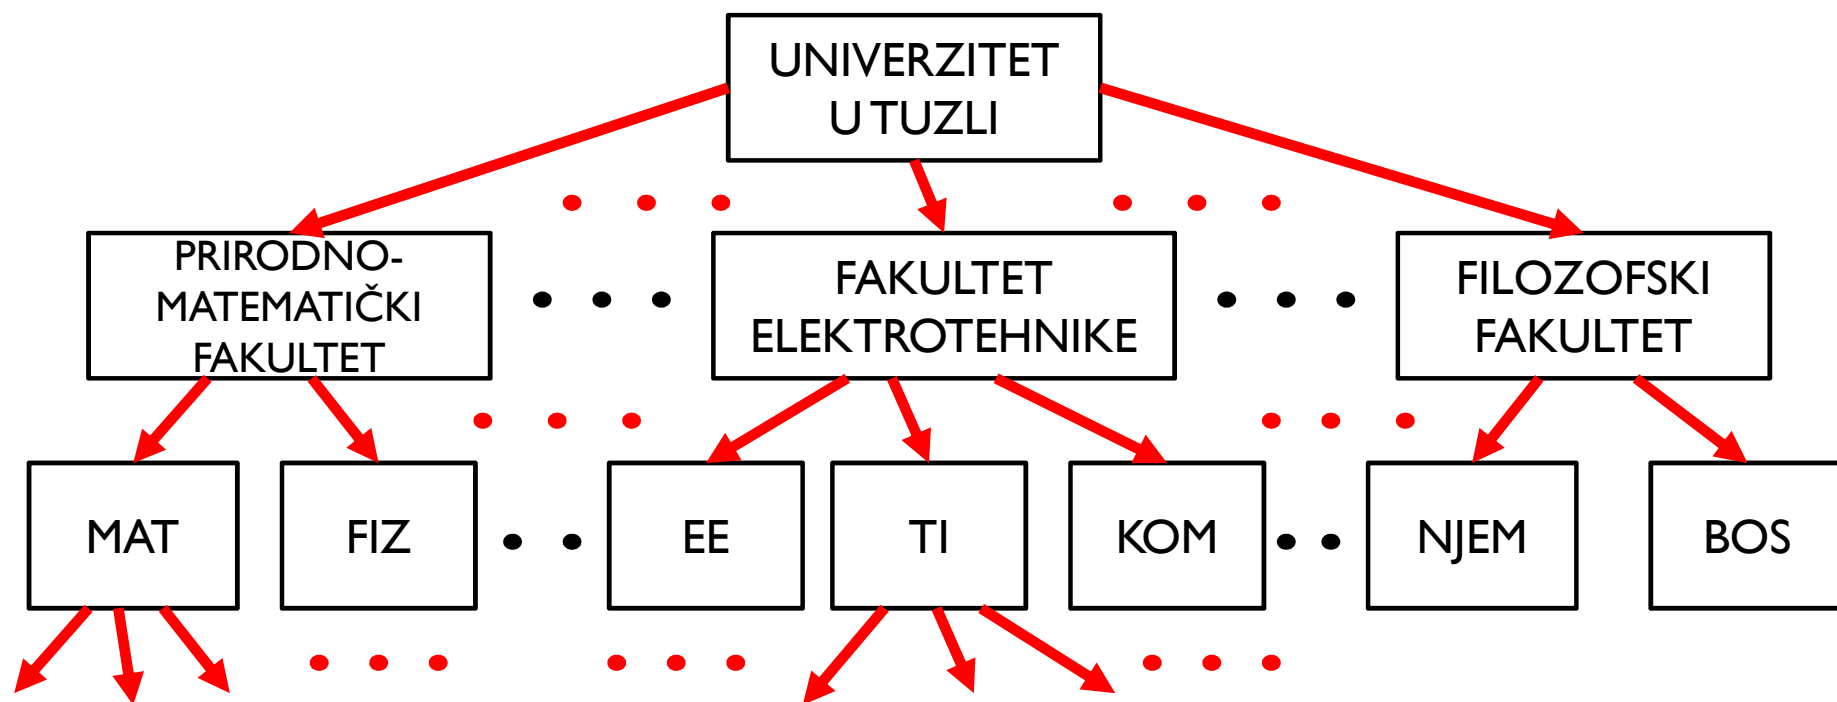 UNIVERZITET
U TUZLI
PRIRODNO-
MATEMATIČKI
FAKULTET
FAKULTET
ELEKTROTEHNIKE
FILOZOFSKI
FAKULTET
MAT
FIZ
EE
TI
KOM
NJEM
BOS